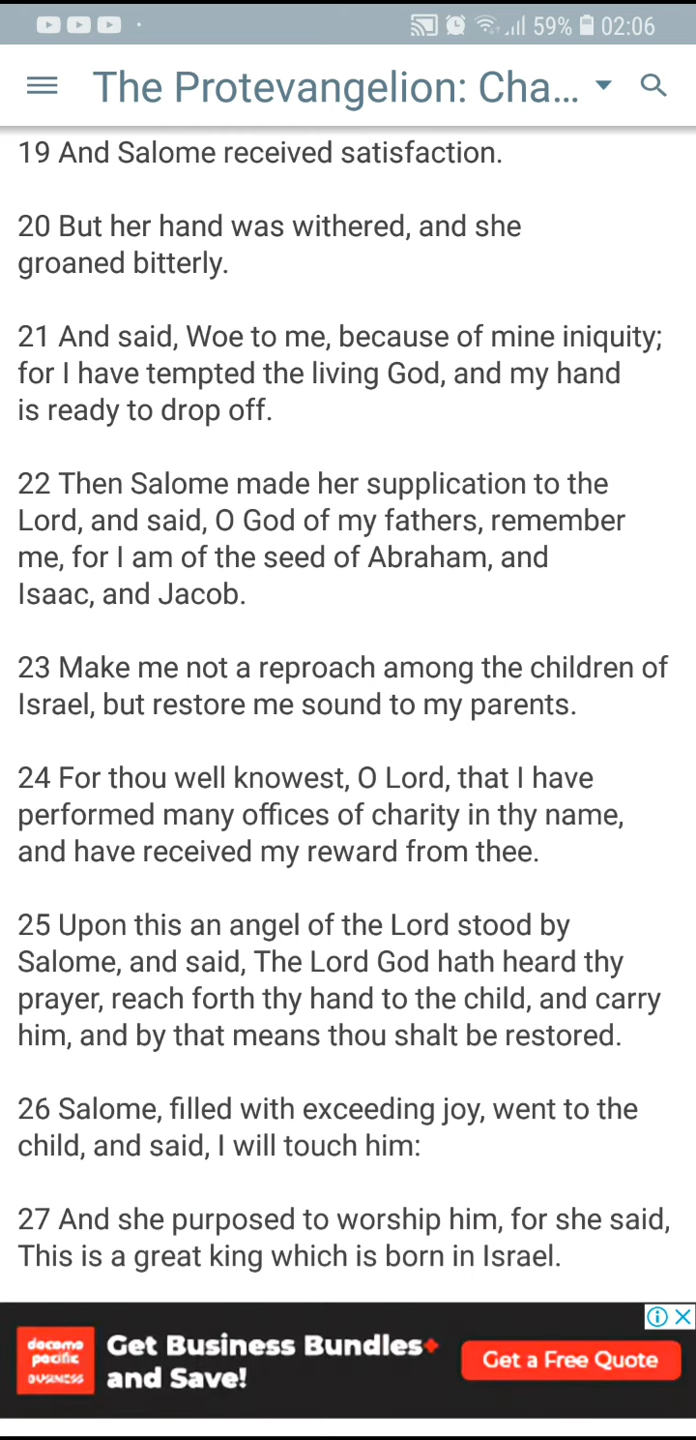 59% 02:06
The Protevangelion: Cha...
19 And Salome received satisfaction.
20 But her hand was withered, and she
groaned bitterly.
21 And said, Woe to me, because of mine iniquity;
for I have tempted the living God, and my hand
is ready to drop off.
22 Then Salome made her supplication to the
Lord, and said, O God of my fathers, remember
me, for I am of the seed of Abraham, and
Isaac, and Jacob.
23 Make me not a reproach among the children of
Israel, but restore me sound to my parents.
24 For thou well knowest, O Lord, that I have
performed many offices of charity in thy name,
and have received my reward from thee.
25 Upon this an angel of the Lord stood by
Salome, and said, The Lord God hath heard thy
prayer, reach forth thy hand to the child, and carry
him, and by that means thou shalt be restored.
26 Salome, filled with exceeding joy, went to the
child, and said, I will touch him:
27 And she purposed to worship him, for she said,
This is a great king which is born in Israel.
docomo
pacific
BUSINESS
Get Business Bundles+
and Save!
Get a Free Quote